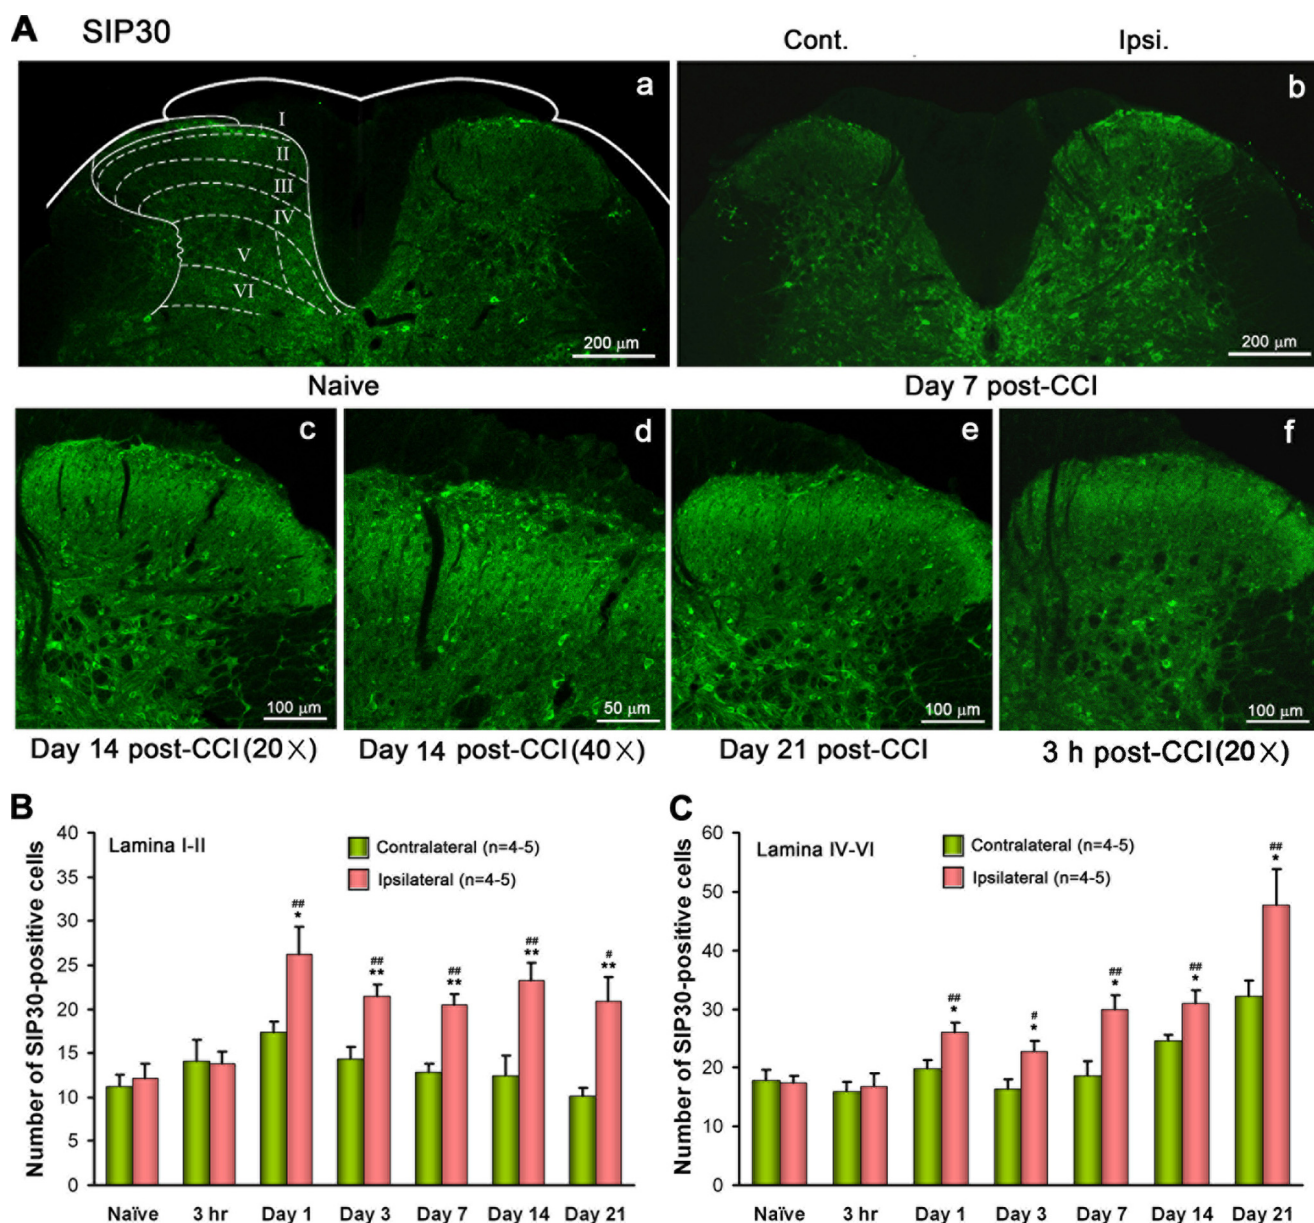 A SIP30
Cont. Ipsi.
a
b
I
II
III
IV
V
VI
200 μm
200 μm
Naive
Day 7 post-CCI
c
d
e
f
100 μm
50 μm
100 μm
100 μm
Day 14 post-CCI(20×)
Day 14 post-CCI(40×)
Day 21 post-CCI
3 h post-CCI(20×)
B
Number of SIP30-positive cells
40
35
30
25
20
15
10
5
0
Lamina I-II
Contralateral (n=4-5)
Ipsilateral (n=4-5)
##
*
##
**
##
**
##
**
#
**
Naïve 3 hr Day 1 Day 3 Day 7 Day 14 Day 21
C
Number of SIP30-positive cells
60
50
40
30
20
10
0
Lamina IV-VI
Contralateral (n=4-5)
Ipsilateral (n=4-5)
##
*
#
*
##
*
##
*
##
*
Naïve 3 hr Day 1 Day 3 Day 7 Day 14 Day 21